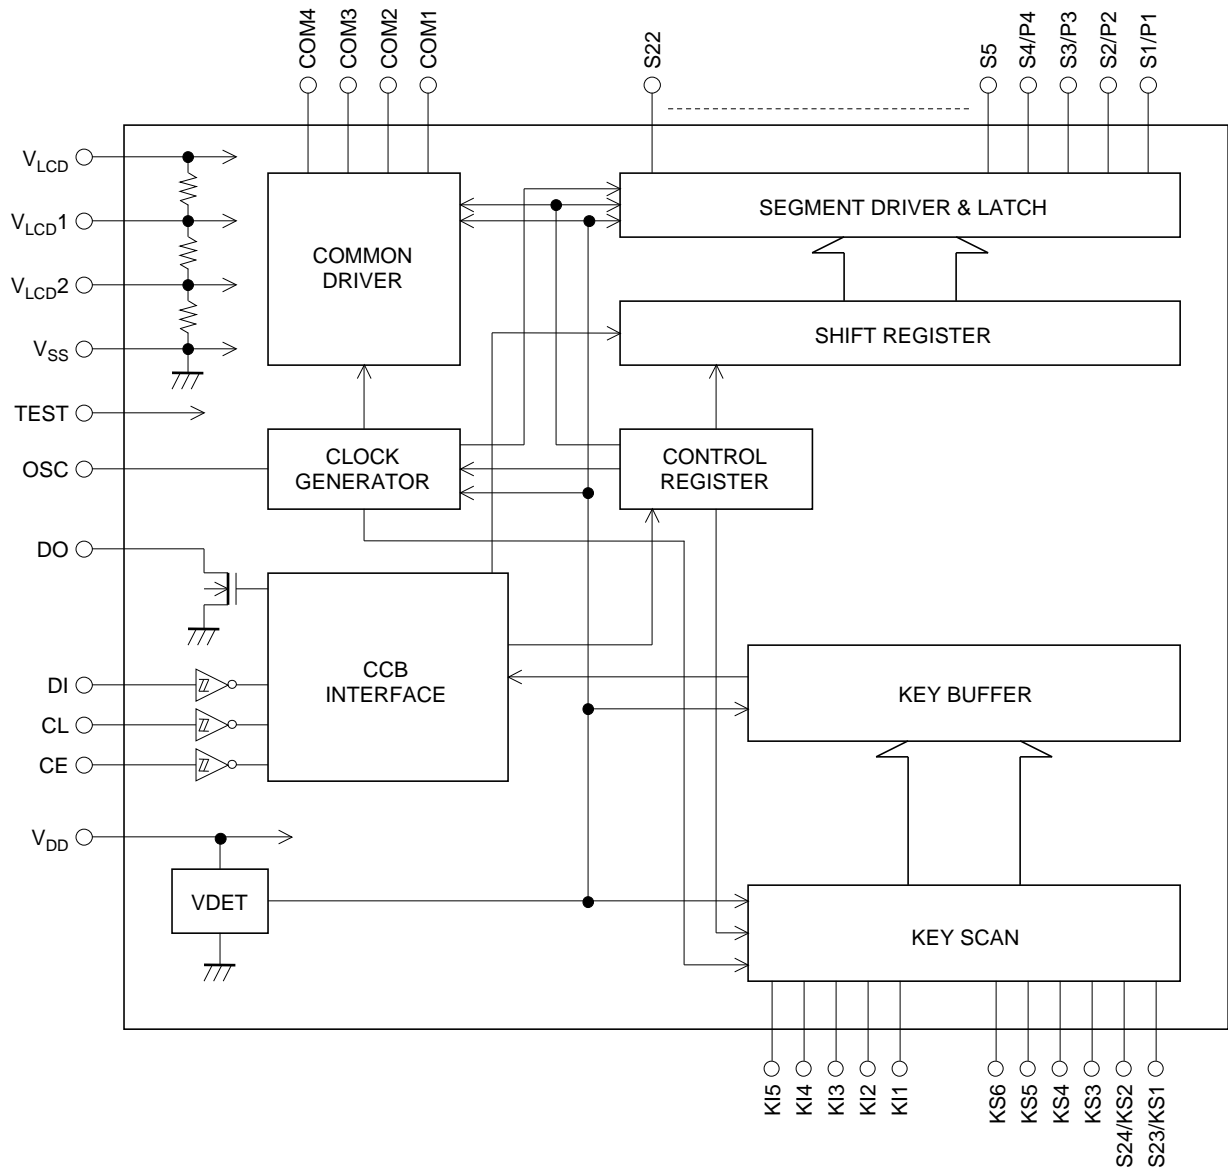 COM4
COM3
COM2
COM1
S22
S5
S4/P4
S3/P3
S2/P2
S1/P1
VLCD
VLCD1
VLCD2
VSS
TEST
OSC
DO
DI
CL
CE
VDD
COMMON
DRIVER
SEGMENT DRIVER & LATCH
SHIFT REGISTER
CLOCK
GENERATOR
CONTROL
REGISTER
CCB
INTERFACE
KEY BUFFER
VDET
KEY SCAN
KI5
KI4
KI3
KI2
KI1
KS6
KS5
KS4
KS3
S24/KS2
S23/KS1